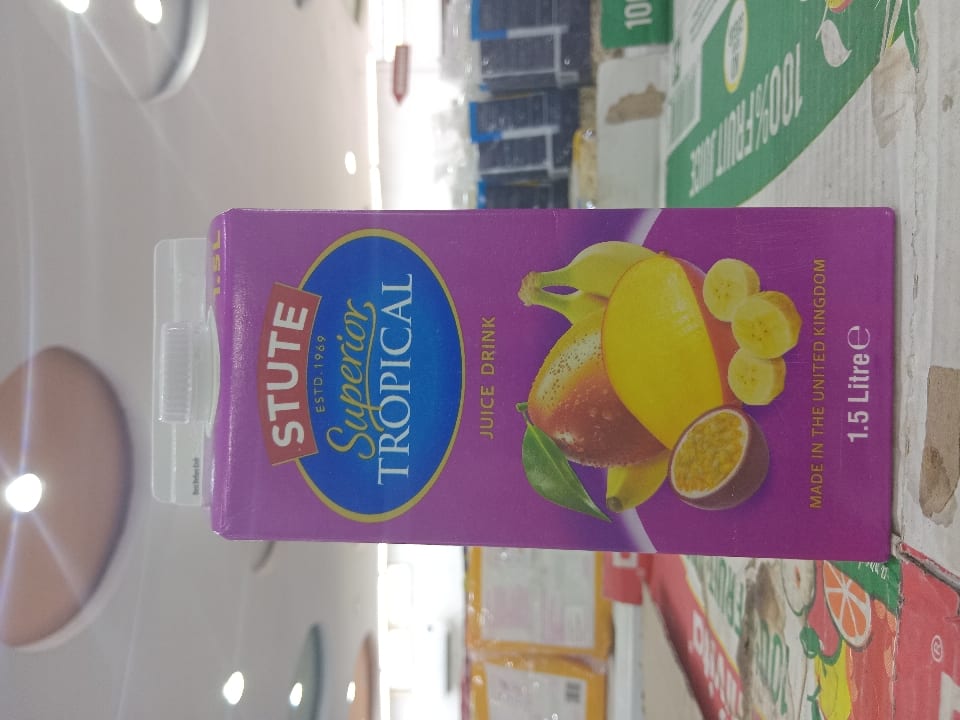 1.5L
STUTE
ESTD.1969
Superior
TROPICAL
JUICE DRINK
MADE IN THE UNITED KINGDOM
1.5 Litre℮
100% FRUIT JUICE
100